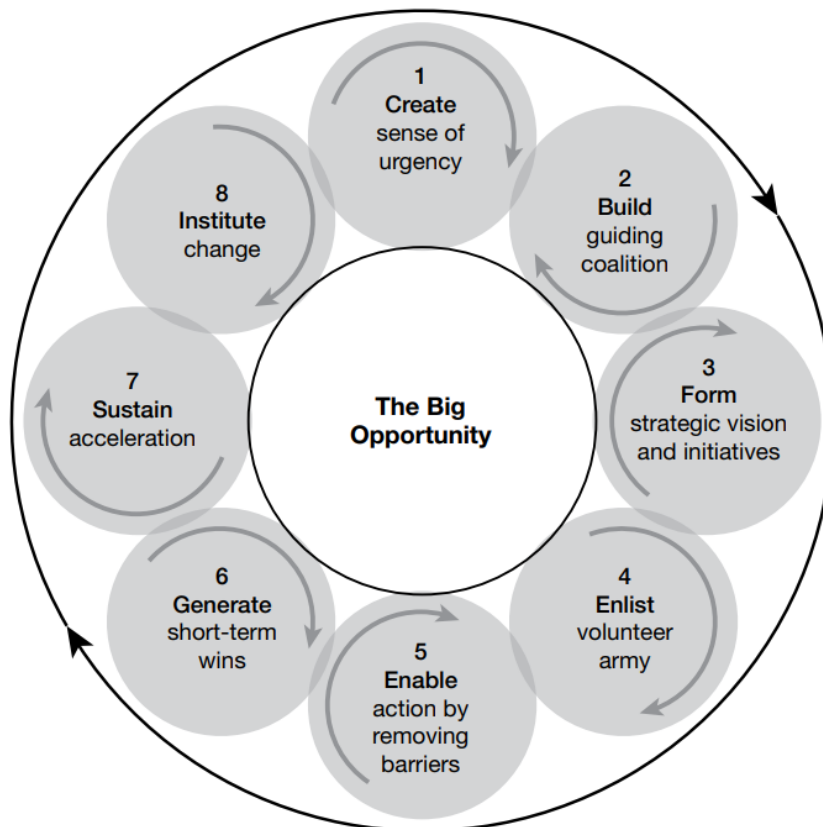 1
Create
sense of
urgency
2
Build
guiding
coalition
3
Form
strategic vision
and initiatives
4
Enlist
volunteer
army
5
Enable
action by
removing
barriers
6
Generate
short-term
wins
7
Sustain
acceleration
8
Institute
change
The Big
Opportunity